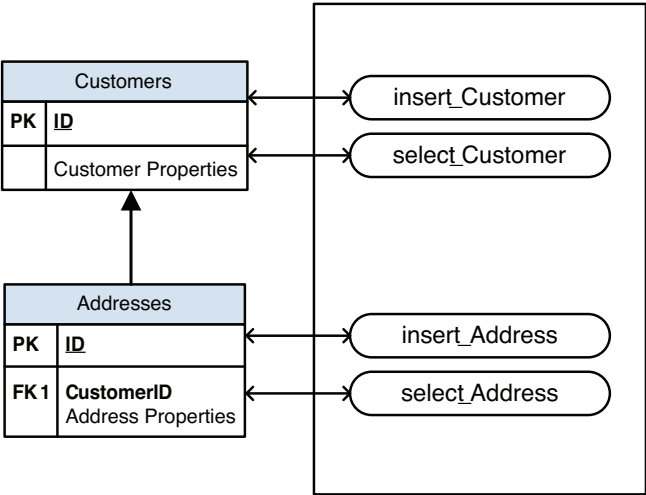 Customers
PK ID
Customer Properties
insert_Customer
select_Customer
Addresses
PK ID
FK1 CustomerID
Address Properties
insert_Address
select_Address